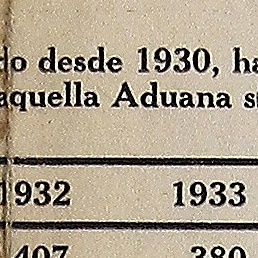 do desde 1930, ha
aquella Aduana s
1932 1933
407 380